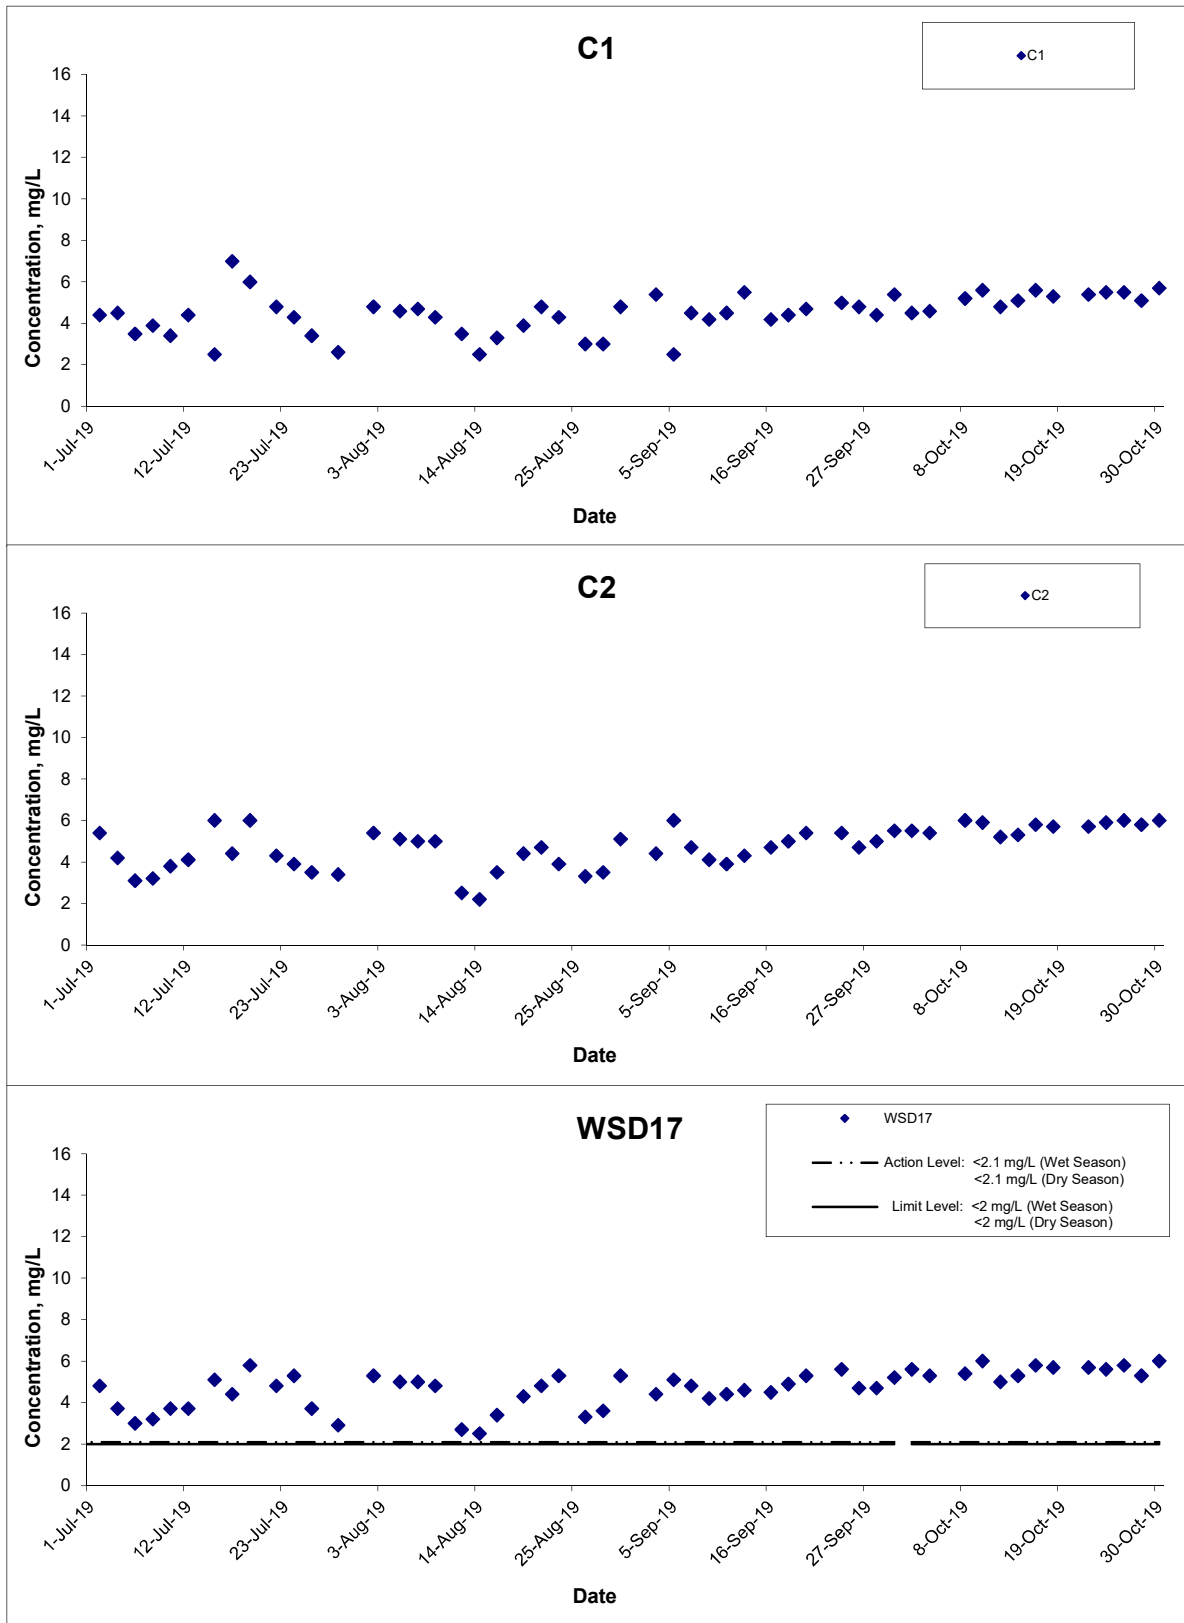 C1
C1
16
14
12
10
8
6
4
2
0
Concentration, mg/L
1-Jul-19
12-Jul-19
23-Jul-19
3-Aug-19
14-Aug-19
25-Aug-19
5-Sep-19
16-Sep-19
27-Sep-19
8-Oct-19
19-Oct-19
30-Oct-19
Date
C2
C2
16
14
12
10
8
6
4
2
0
Concentration, mg/L
1-Jul-19
12-Jul-19
23-Jul-19
3-Aug-19
14-Aug-19
25-Aug-19
5-Sep-19
16-Sep-19
27-Sep-19
8-Oct-19
19-Oct-19
30-Oct-19
Date
WSD17
WSD17
Action Level: <2.1 mg/L (Wet Season)
<2.1 mg/L (Dry Season)
Limit Level: <2 mg/L (Wet Season)
<2 mg/L (Dry Season)
16
14
12
10
8
6
4
2
0
Concentration, mg/L
1-Jul-19
12-Jul-19
23-Jul-19
3-Aug-19
14-Aug-19
25-Aug-19
5-Sep-19
16-Sep-19
27-Sep-19
8-Oct-19
19-Oct-19
30-Oct-19
Date